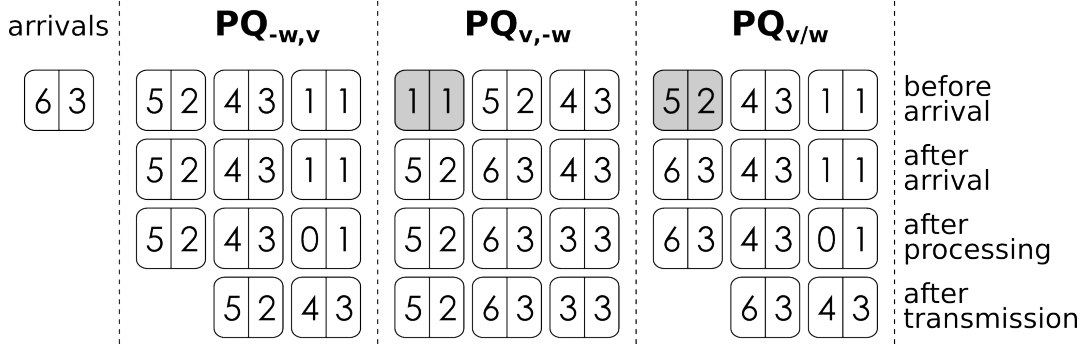 arrivals PQ-w,v PQv,-w PQv/w
6 3 5 2 4 3 1 1 1 1 5 2 4 3 5 2 4 3 1 1 before arrival
5 2 4 3 1 1 5 2 6 3 4 3 6 3 4 3 1 1 after arrival
5 2 4 3 0 1 5 2 6 3 3 3 6 3 4 3 0 1 after processing
5 2 4 3 5 2 6 3 3 3 6 3 4 3 after transmission